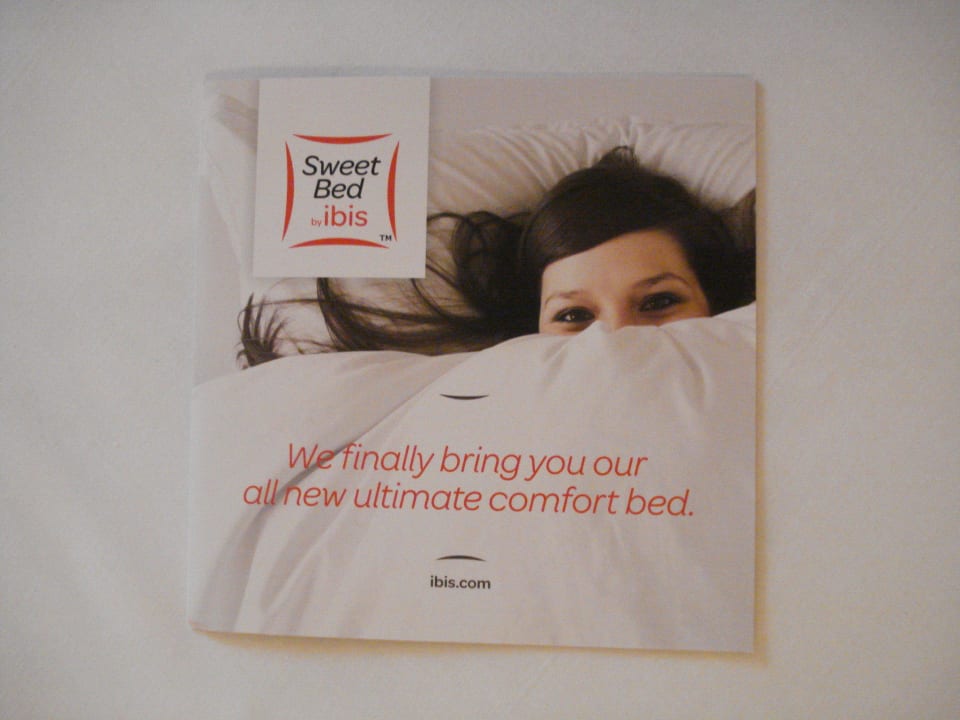 Sweet
Bed
by ibis
TM
We finally bring you our
all new ultimate comfort bed.
ibis.com